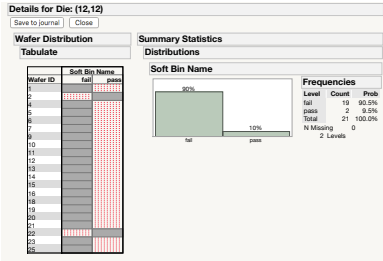 Details for Die: (12,12)
Save to journal Close
Wafer Distribution
Tabulate
Soft Bin Name
Wafer ID fail pass
1
2
4
5
6
7
9
10
11
12
13
14
15
16
18
19
20
21
22
23
25
Summary Statistics
Distributions
Soft Bin Name
90%
10%
fail pass
Frequencies
Level Count Prob
fail 19 90.5%
pass 2 9.5%
Total 21 100.0%
N Missing 0
2 Levels